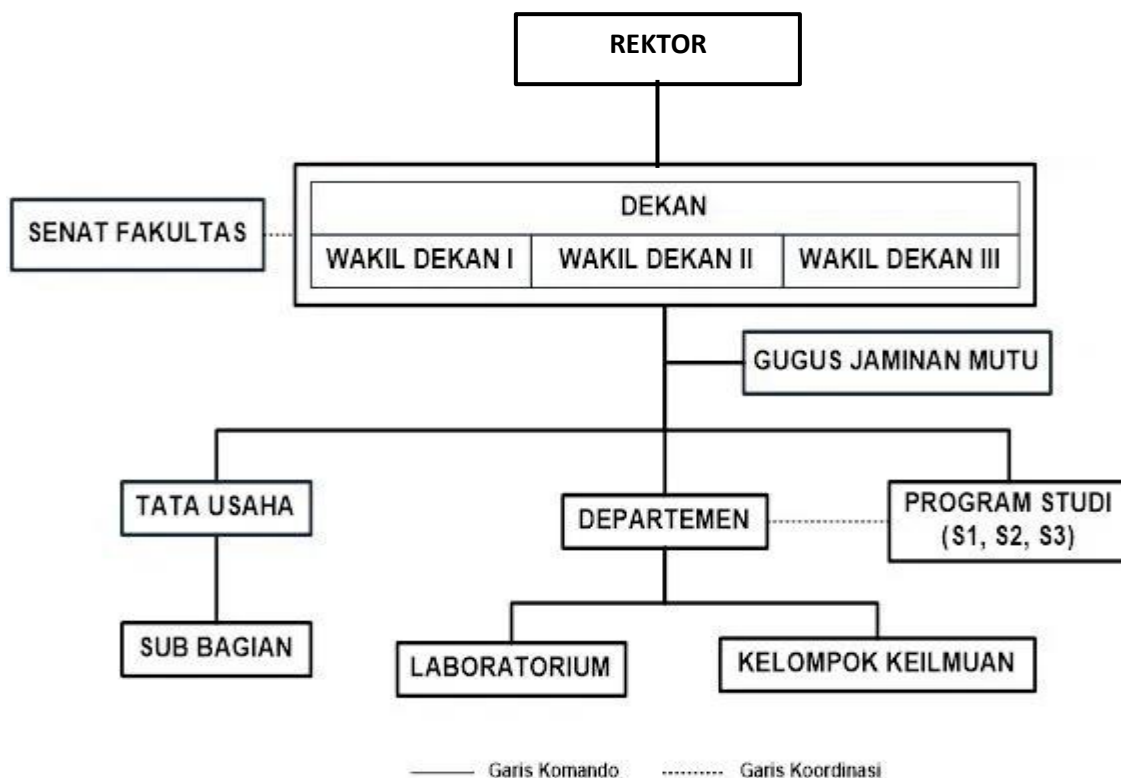 REKTOR
DEKAN
SENAT FAKULTAS
WAKIL DEKAN I
WAKIL DEKAN II
WAKIL DEKAN III
GUGUS JAMINAN MUTU
TATA USAHA
DEPARTEMEN
PROGRAM STUDI
(S1, S2, S3)
SUB BAGIAN
LABORATORIUM
KELOMPOK KEILMUAN
Garis Komando
Garis Koordinasi